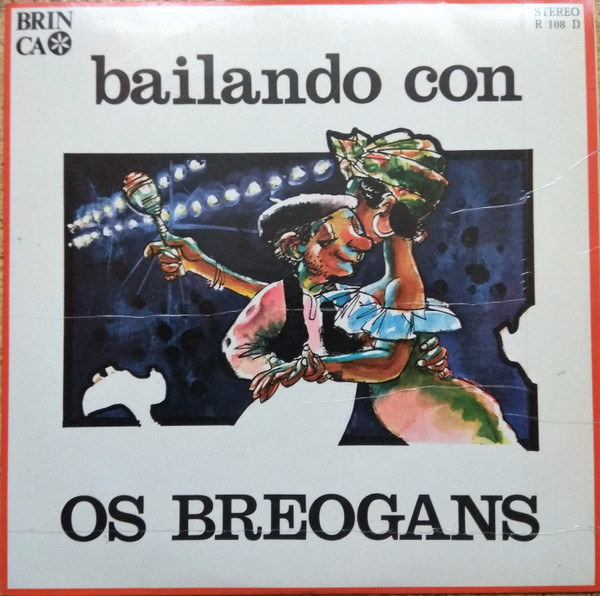 BRIN
CA
STEREO
R 108 D
bailando con
OS BREOGANS